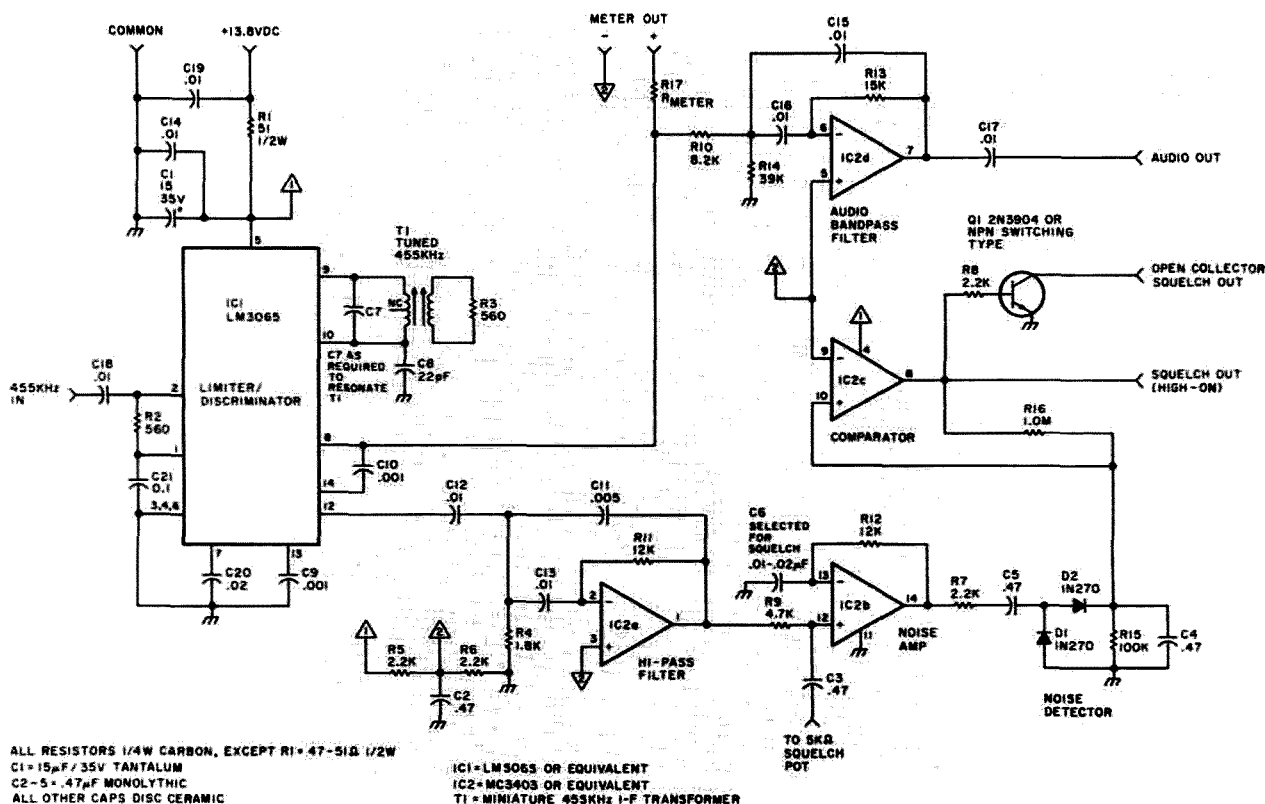 COMMON
+13.8VDC
C19
.01
C14
.01
C1
15
35V
+
R1
51
1/2W
1
5
METER OUT
- +
2
R17
RMETER
C15
.01
R13
15K
C16
.01
R10
8.2K
R14
39K
6
5
IC2d
7
C17
.01
AUDIO OUT
AUDIO
BANDPASS
FILTER
Q1 2N3904 OR
NPN SWITCHING
TYPE
R8
2.2K
OPEN COLLECTOR
SQUELCH OUT
2
1
4
9
10
IC2c
8
COMPARATOR
SQUELCH OUT
(HIGH-ON)
R16
1.0M
T1
TUNED
455KHz
9
10
C7
NC
R3
560
C7 AS
REQUIRED
TO
RESONATE
T1
C8
22pF
IC1
LM3065
LIMITER/
DISCRIMINATOR
455KHz
IN
C18
.01
2
R2
560
1
C21
0.1
3,4,6
7
13
C20
.02
C9
.001
8
C10
.001
14
12
C12
.01
C11
.005
R11
12K
C13
.01
2
3
IC2a
1
HI-PASS
FILTER
2
R4
1.8K
1
2
R5
2.2K
R6
2.2K
C2
.47
C6
SELECTED
FOR
SQUELCH
.01-.02μF
R12
12K
R9
4.7K
13
12
IC2b
14
11
NOISE
AMP
C3
.47
TO 5KΩ
SQUELCH
POT
R7
2.2K
C5
.47
D2
1N270
D1
1N270
R15
100K
C4
.47
NOISE
DETECTOR
ALL RESISTORS 1/4W CARBON, EXCEPT R1=47-51Ω 1/2W
C1=15μF/35V TANTALUM
C2-5=.47μF MONOLYTHIC
ALL OTHER CAPS DISC CERAMIC
IC1=LM3065 OR EQUIVALENT
IC2=MC3403 OR EQUIVALENT
T1=MINIATURE 455KHz I-F TRANSFORMER